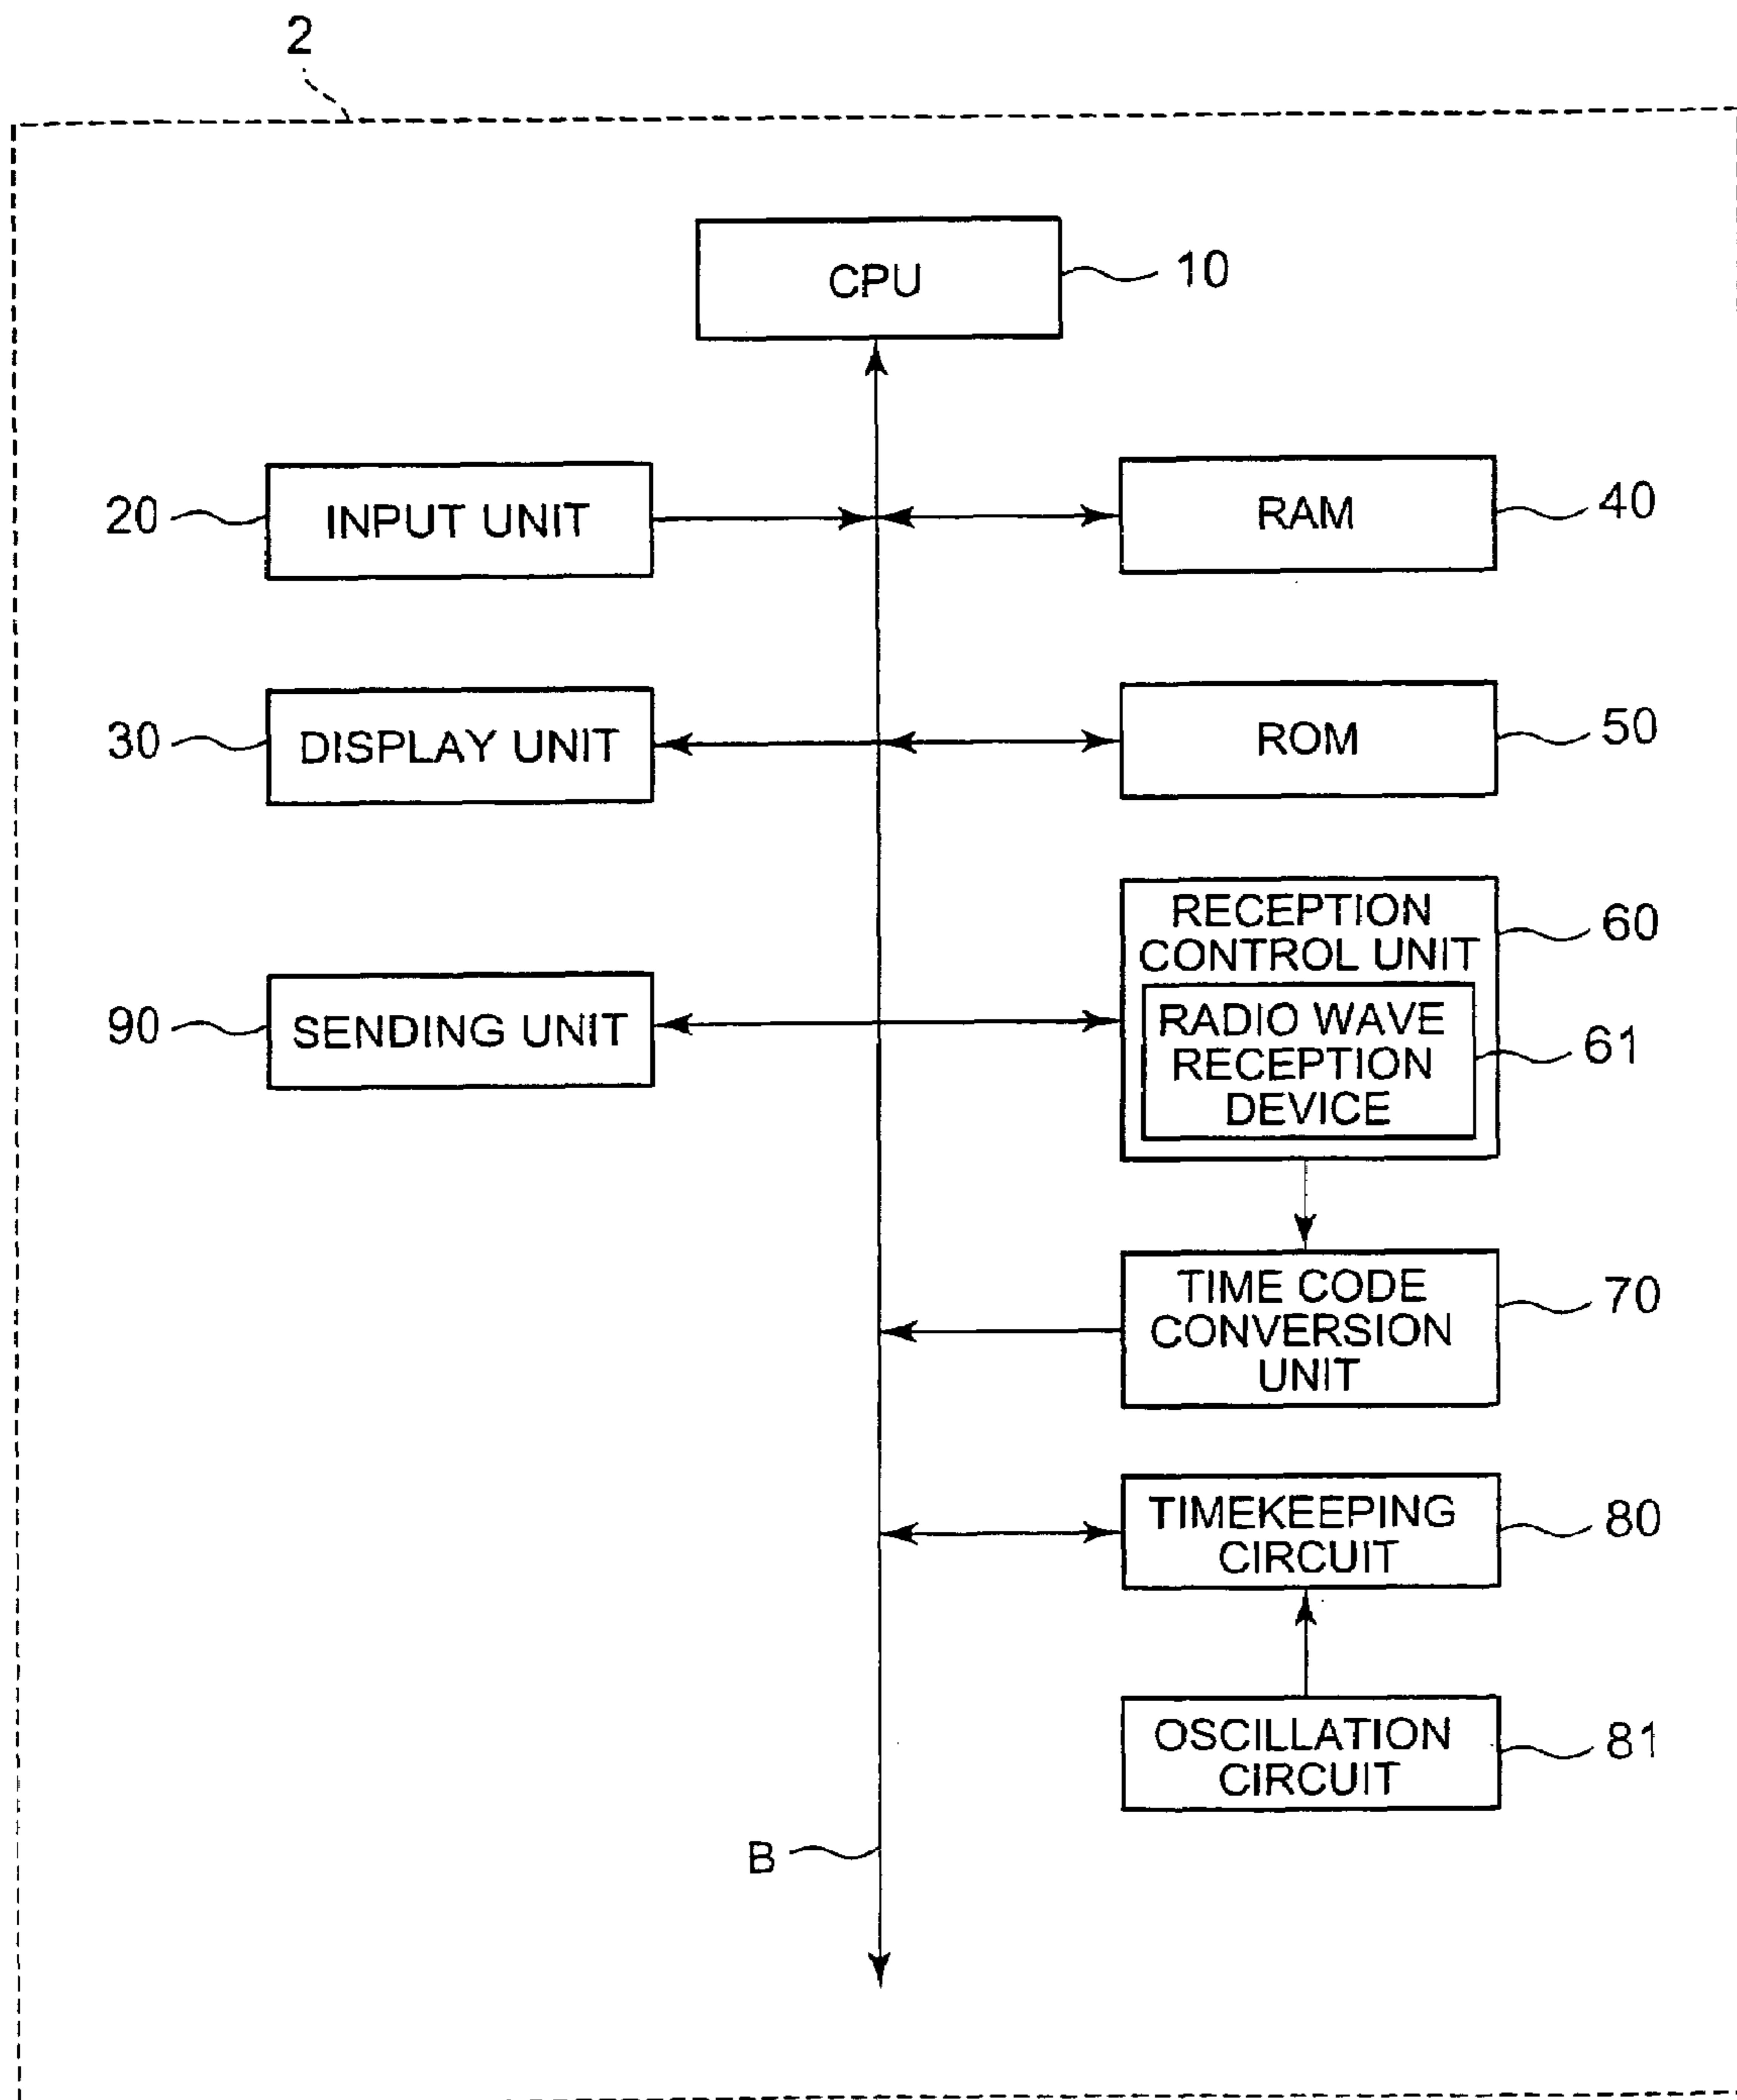 2
CPU
10
20
INPUT UNIT
RAM
40
30
DISPLAY UNIT
ROM
50
RECEPTION
CONTROL UNIT
60
90
SENDING UNIT
RADIO WAVE
RECEPTION
DEVICE
61
TIME CODE
CONVERSION
UNIT
70
TIMEKEEPING
CIRCUIT
80
OSCILLATION
CIRCUIT
81
B